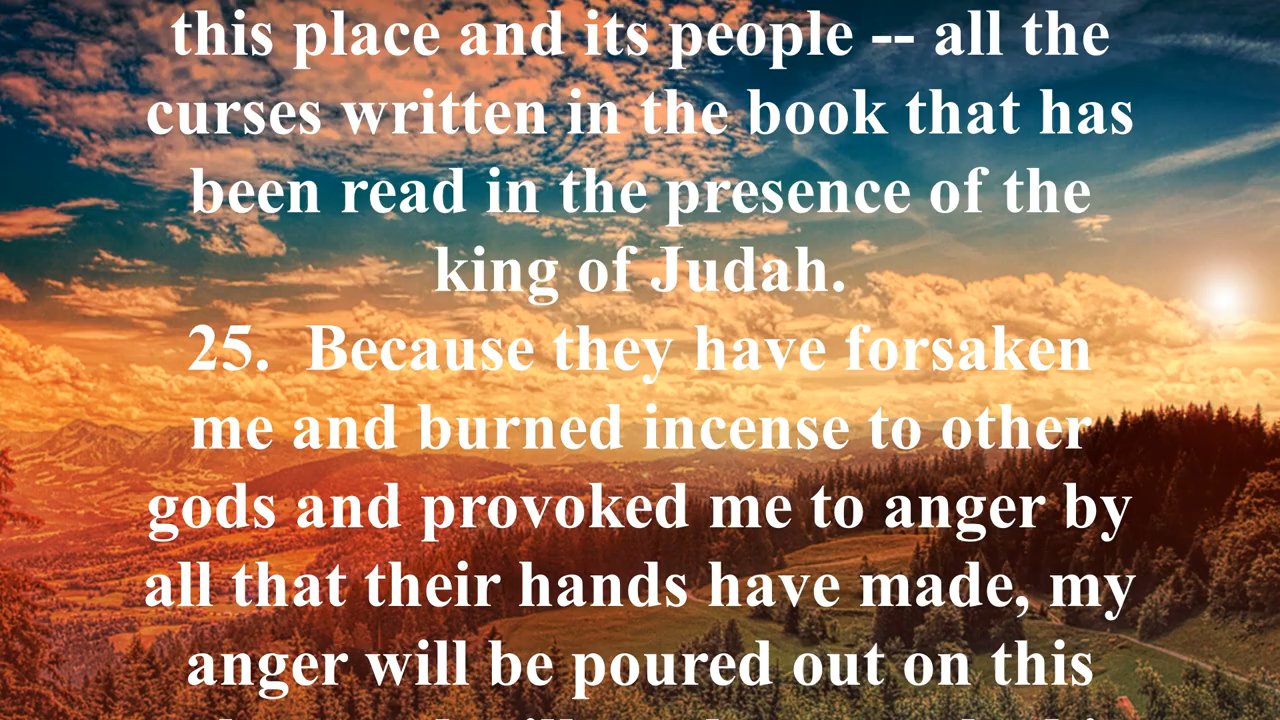 this place and its people -- all the
curses written in the book that has
been read in the presence of the
king of Judah.
25. Because they have forsaken
me and burned incense to other
gods and provoked me to anger by
all that their hands have made, my
anger will be poured out on this